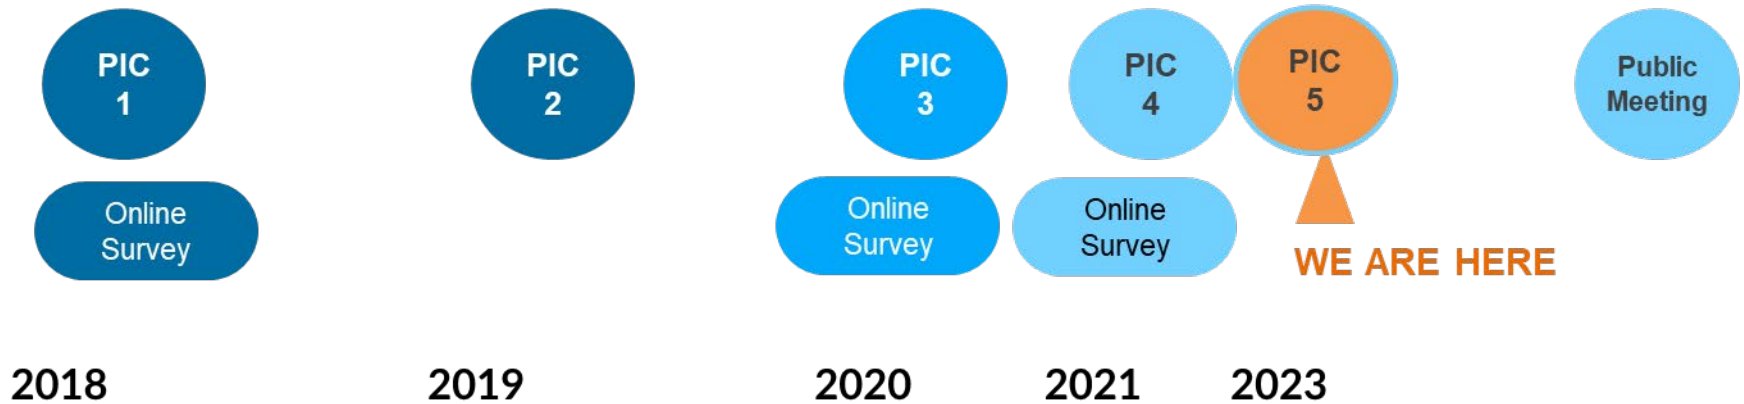 PIC
1
PIC
2
PIC
3
PIC
4
PIC
5
Public
Meeting
Online
Survey
Online
Survey
Online
Survey
WE ARE HERE
2018
2019
2020
2021
2023